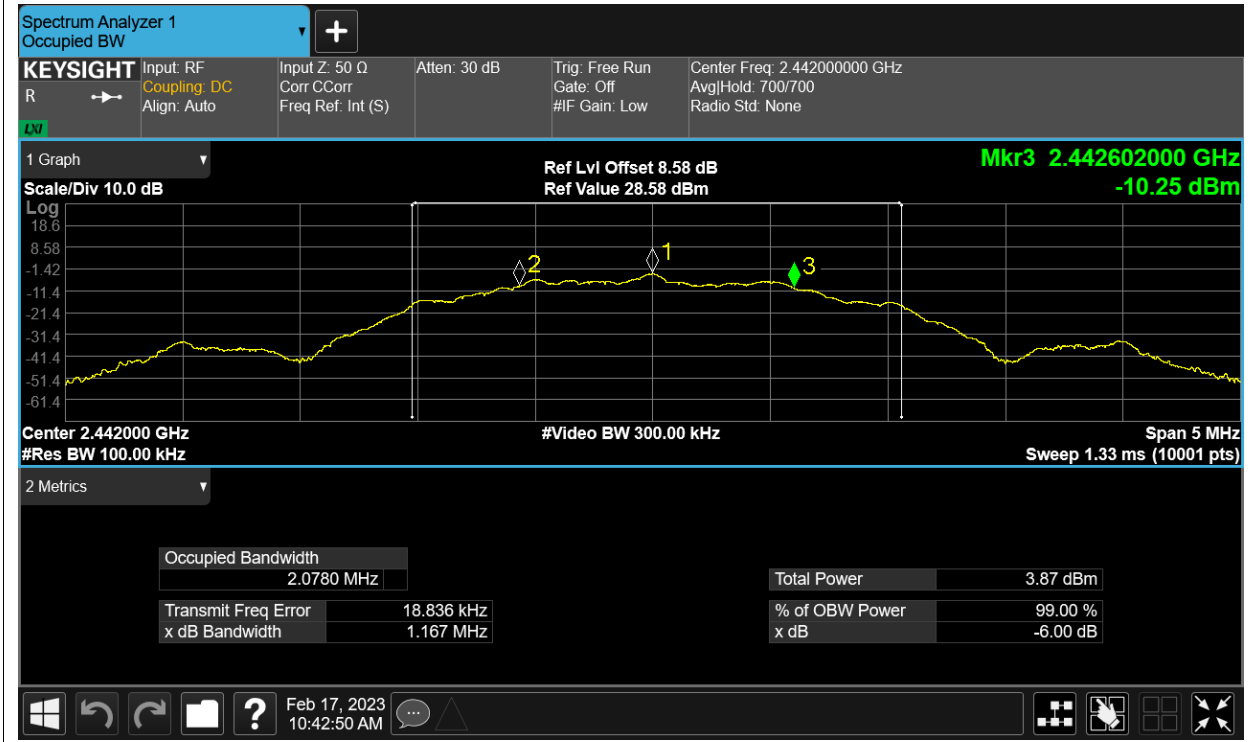 Spectrum Analyzer 1
Occupied BW
KEYSIGHT
R
LXI
Input: RF
Coupling: DC
Align: Auto
Input Z: 50 Ω
Corr CCorr
Freq Ref: Int (S)
Atten: 30 dB
Trig: Free Run
Gate: Off
#IF Gain: Low
Center Freq: 2.442000000 GHz
Avg|Hold: 700/700
Radio Std: None
1 Graph
Scale/Div 10.0 dB
Ref Lvl Offset 8.58 dB
Ref Value 28.58 dBm
Mkr3 2.442602000 GHz
-10.25 dBm
Log
18.6
8.58
-1.42
-11.4
-21.4
-31.4
-41.4
-51.4
-61.4
2
1
3
Center 2.442000 GHz
#Video BW 300.00 kHz
Span 5 MHz
#Res BW 100.00 kHz
Sweep 1.33 ms (10001 pts)
2 Metrics
Occupied Bandwidth
2.0780 MHz
Transmit Freq Error 18.836 kHz
x dB Bandwidth 1.167 MHz
Total Power 3.87 dBm
% of OBW Power 99.00 %
x dB -6.00 dB
?
Feb 17, 2023
10:42:50 AM